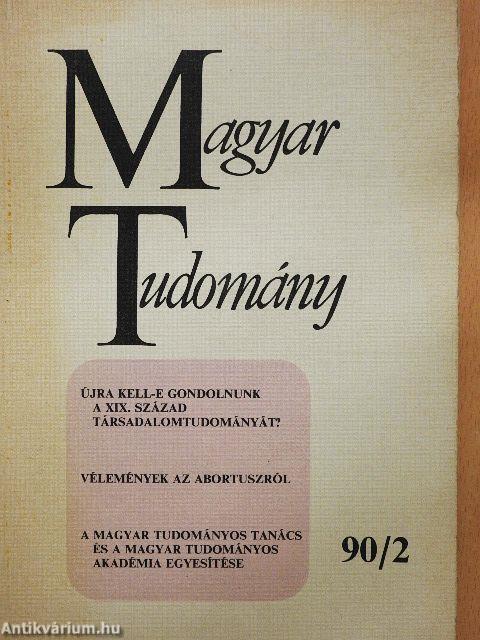 Magyar
Tudomány
ÚJRA KELL-E GONDOLNUNK
A XIX. SZÁZAD
TÁRSADALOMTUDOMÁNYÁT?
VÉLEMÉNYEK AZ ABORTUSZRÓL
A MAGYAR TUDOMÁNYOS TANÁCS
ÉS A MAGYAR TUDOMÁNYOS
AKADÉMIA EGYESÍTÉSE
90/2
Antikvárium.hu